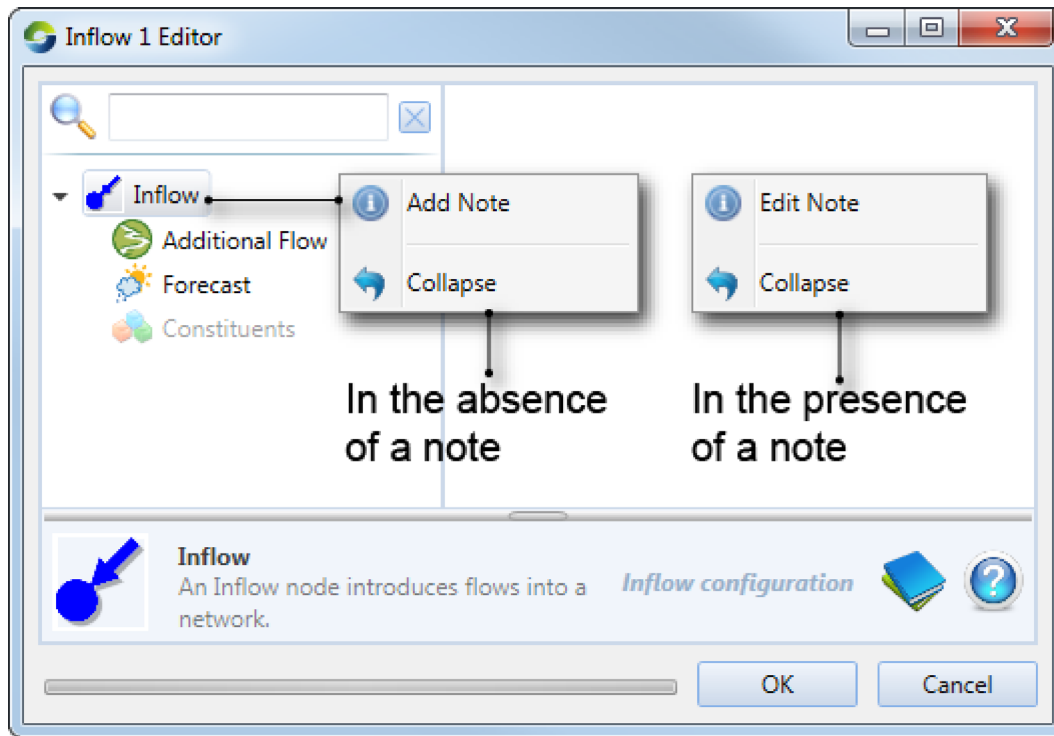 Inflow 1 Editor
Inflow
Additional Flow
Forecast
Constituents
Add Note
Collapse
Edit Note
Collapse
In the absence
of a note
In the presence
of a note
Inflow
An Inflow node introduces flows into a
network.
Inflow configuration
OK
Cancel